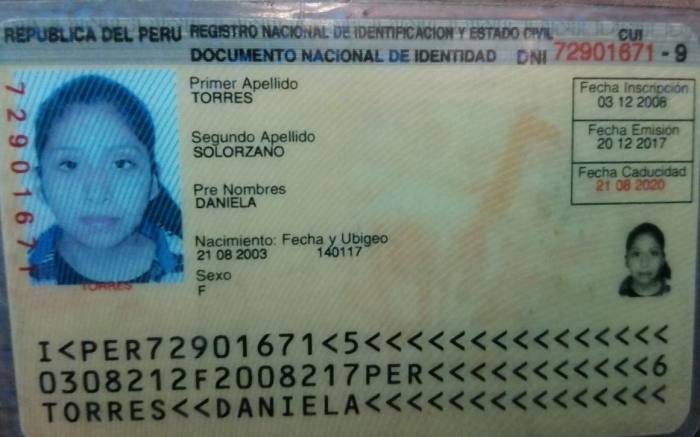 REPUBLICA DEL PERU
REGISTRO NACIONAL DE IDENTIFICACION Y ESTADO CIVIL
CUI
DOCUMENTO NACIONAL DE IDENTIDAD DNI 72901671 - 9
72901671
TORRES
Primer Apellido
TORRES
Segundo Apellido
SOLORZANO
Pre Nombres
DANIELA
Nacimiento: Fecha y Ubigeo
21 08 2003 140117
Sexo
F
Fecha Inscripción
03 12 2008
Fecha Emisión
20 12 2017
Fecha Caducidad
21 08 2020
I<PER72901671<5<<<<<<<<<<<<<<<
0308212F2008217PER<<<<<<<<<<<6
TORRES<<DANIELA<<<<<<<<<<<<<<<